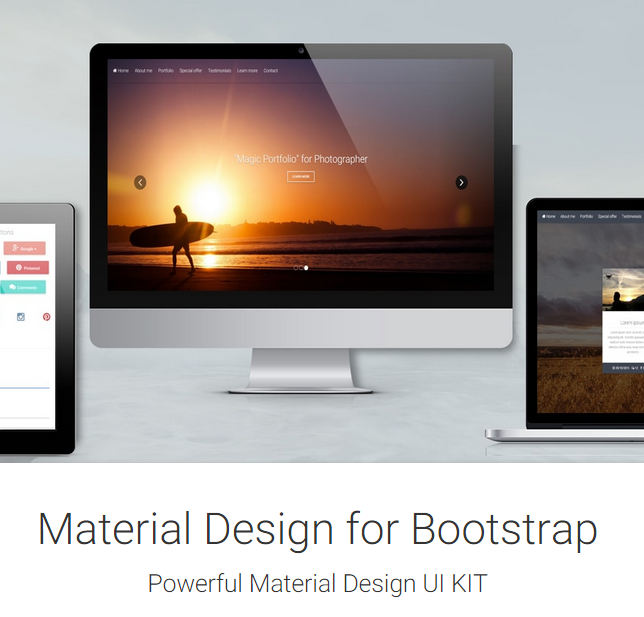 Home About me Portfolio Special offer Testimonials Learn more Contact
"Magic Portfolio" for Photographer
LEARN MORE
Google +
Pinterest
Comments
Home About me Portfolio Special offer Testimonials
Material Design for Bootstrap
Powerful Material Design UI KIT